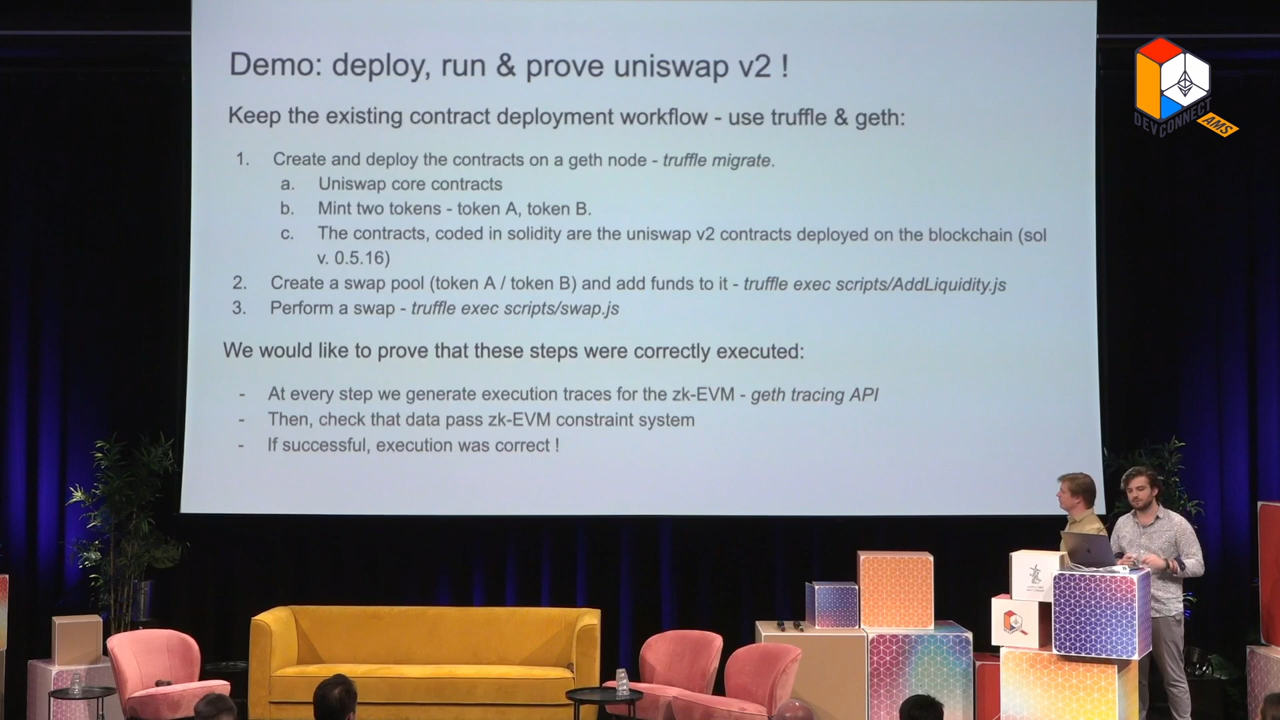 Demo: deploy, run & prove uniswap v2 !
Keep the existing contract deployment workflow - use truffle & geth:
1. Create and deploy the contracts on a geth node - truffle migrate.
a. Uniswap core contracts
b. Mint two tokens - token A, token B.
c. The contracts, coded in solidity are the uniswap v2 contracts deployed on the blockchain (sol
v. 0.5.16)
2. Create a swap pool (token A / token B) and add funds to it - truffle exec scripts/AddLiquidity.js
3. Perform a swap - truffle exec scripts/swap.js
We would like to prove that these steps were correctly executed:
- At every step we generate execution traces for the zk-EVM - geth tracing API
- Then, check that data pass zk-EVM constraint system
- If successful, execution was correct !
DEVCONNECT
AMS